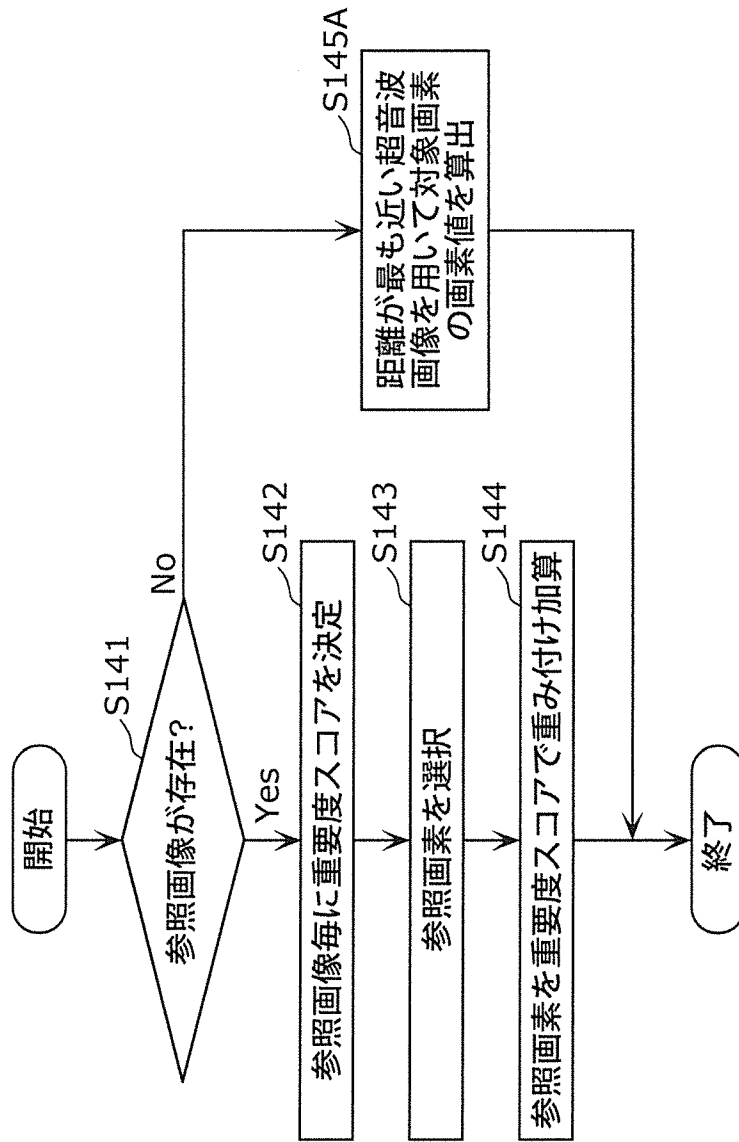 開始
S141
参照画像が存在?
No
Yes
S142
参照画像毎に重要度スコアを決定
S143
参照画素を選択
S144
参照画素を重要度スコアで重み付け加算
S145A
距離が最も近い超音波
画像を用いて対象画素
の画素値を算出
終了